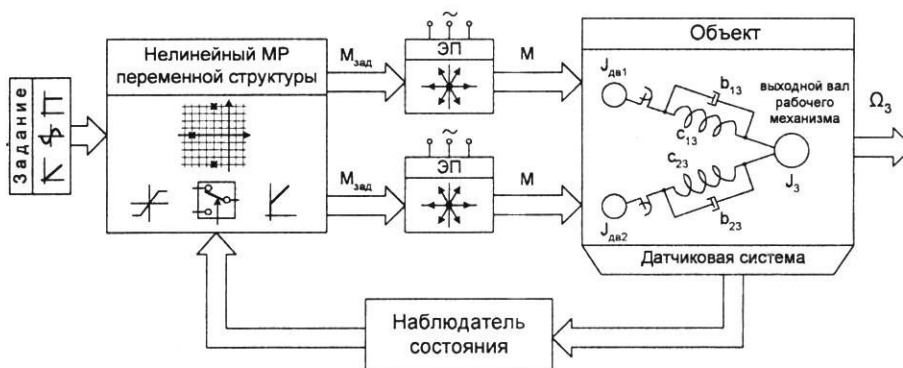 Задание
Нелинейный МР
переменной структуры
Mзад
~
ЭП
M
Mзад
~
ЭП
M
Объект
Jдв1
b13
c13
выходной вал
рабочего
механизма
J3
c23
b23
Jдв2
Датчиковая система
Ω3
Наблюдатель
состояния